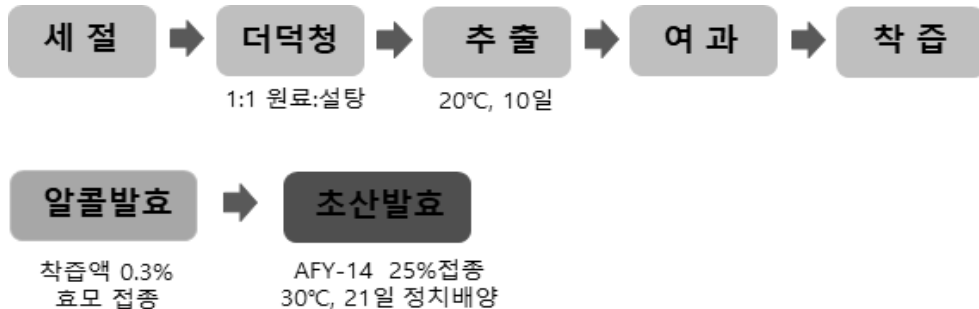 세 절 더덕청 추 출 여 과 착 즙
1:1 원료:설탕 20℃, 10일
알콜발효 초산발효
착즙액 0.3% AFY-14 25%접종
효모 접종 30℃, 21일 정치배양